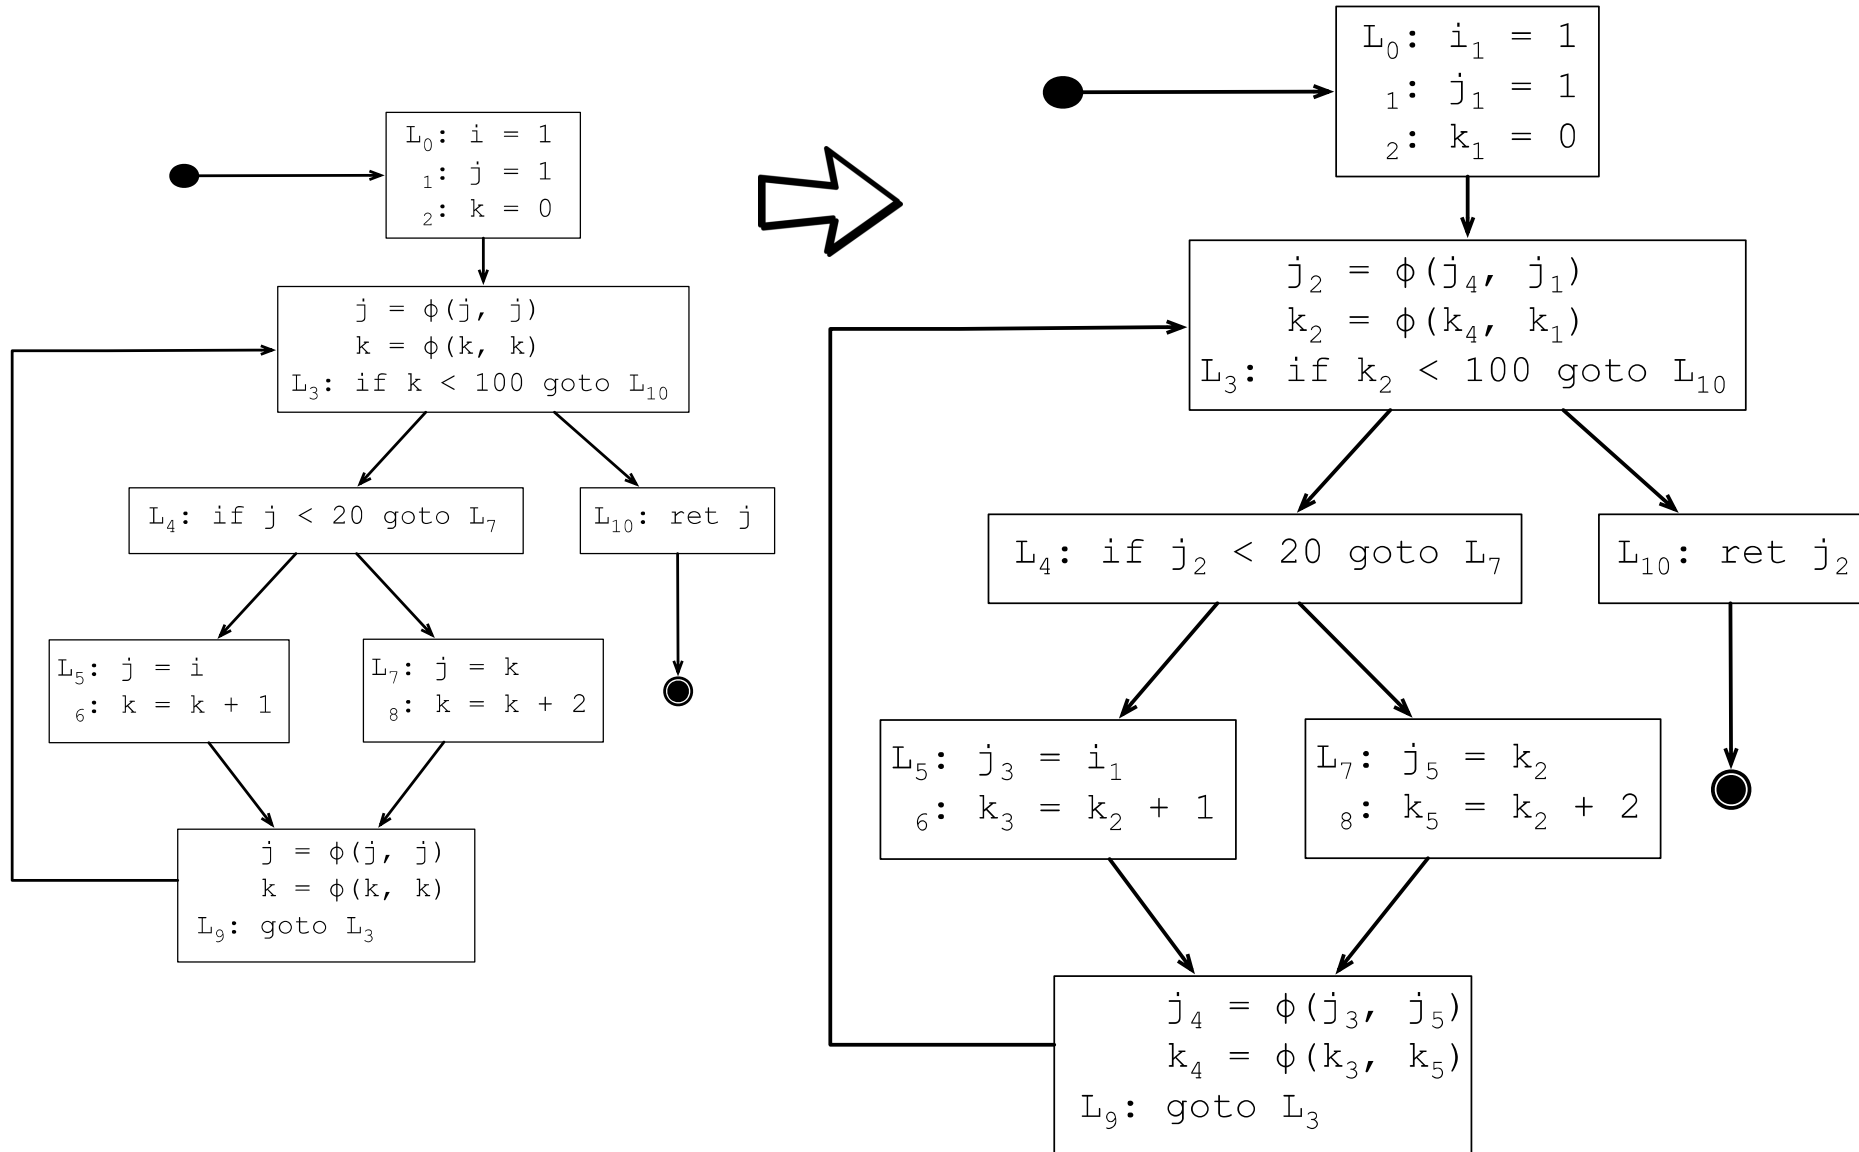 L₀: i = 1
₁: j = 1
₂: k = 0
j = ϕ(j, j)
k = ϕ(k, k)
L₃: if k < 100 goto L₁₀
L₄: if j < 20 goto L₇
L₁₀: ret j
L₅: j = i
₆: k = k + 1
L₇: j = k
₈: k = k + 2
j = ϕ(j, j)
k = ϕ(k, k)
L₉: goto L₃
L₀: i₁ = 1
₁: j₁ = 1
₂: k₁ = 0
j₂ = ϕ(j₄, j₁)
k₂ = ϕ(k₄, k₁)
L₃: if k₂ < 100 goto L₁₀
L₄: if j₂ < 20 goto L₇
L₁₀: ret j₂
L₅: j₃ = i₁
₆: k₃ = k₂ + 1
L₇: j₅ = k₂
₈: k₅ = k₂ + 2
j₄ = ϕ(j₃, j₅)
k₄ = ϕ(k₃, k₅)
L₉: goto L₃